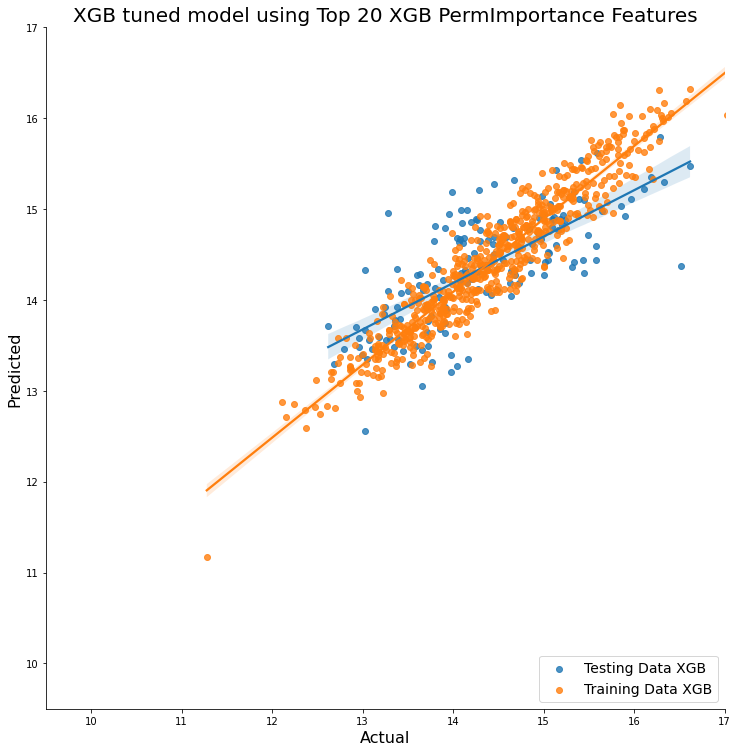 XGB tuned model using Top 20 XGB PermImportance Features
17
16
15
14
13
12
11
10
Predicted
10 11 12 13 14 15 16 17
Actual
Testing Data XGB
Training Data XGB